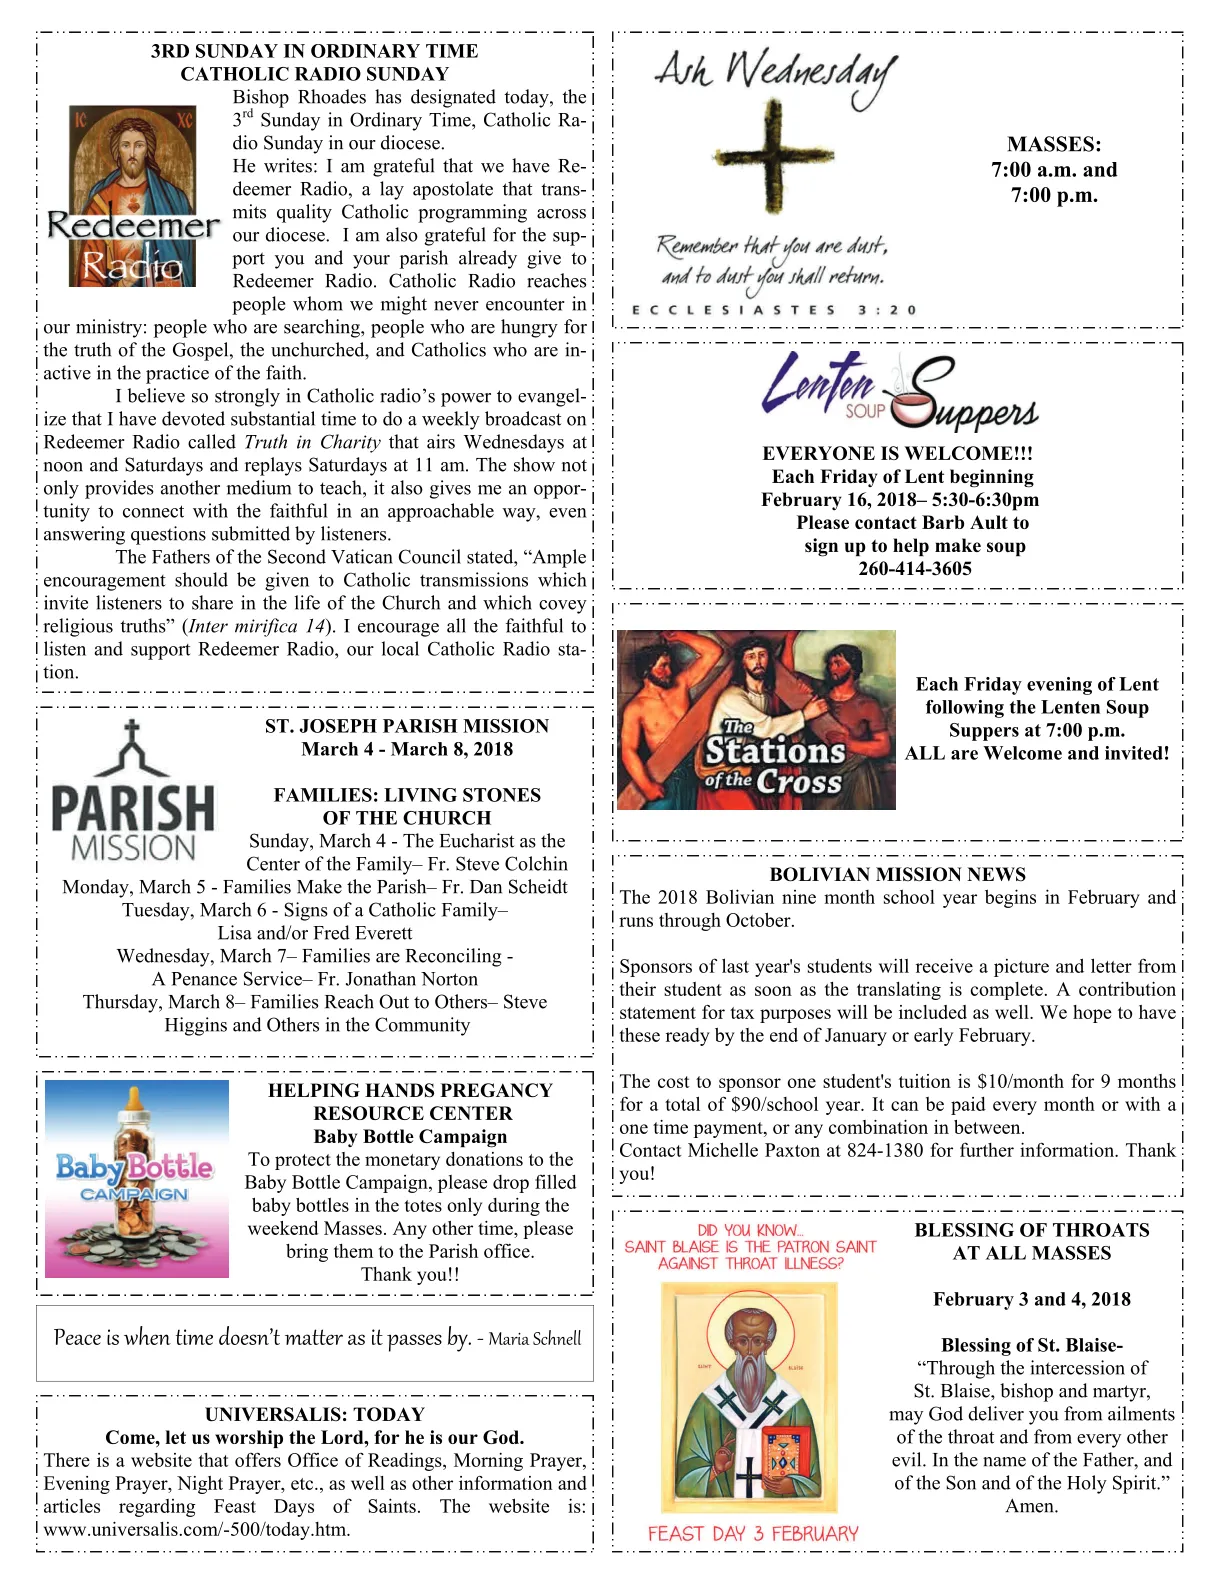 3RD SUNDAY IN ORDINARY TIME
CATHOLIC RADIO SUNDAY
IC XC
Redeemer
Radio
Bishop Rhoades has designated today, the
3rd Sunday in Ordinary Time, Catholic Ra-
dio Sunday in our diocese.
He writes: I am grateful that we have Re-
deemer Radio, a lay apostolate that trans-
mits quality Catholic programming across
our diocese. I am also grateful for the sup-
port you and your parish already give to
Redeemer Radio. Catholic Radio reaches
people whom we might never encounter in
our ministry: people who are searching, people who are hungry for
the truth of the Gospel, the unchurched, and Catholics who are in-
active in the practice of the faith.
I believe so strongly in Catholic radio’s power to evangel-
ize that I have devoted substantial time to do a weekly broadcast on
Redeemer Radio called Truth in Charity that airs Wednesdays at
noon and Saturdays and replays Saturdays at 11 am. The show not
only provides another medium to teach, it also gives me an oppor-
tunity to connect with the faithful in an approachable way, even
answering questions submitted by listeners.
The Fathers of the Second Vatican Council stated, “Ample
encouragement should be given to Catholic transmissions which
invite listeners to share in the life of the Church and which covey
religious truths” (Inter mirifica 14). I encourage all the faithful to
listen and support Redeemer Radio, our local Catholic Radio sta-
tion.
PARISH
MISSION
ST. JOSEPH PARISH MISSION
March 4 - March 8, 2018
FAMILIES: LIVING STONES
OF THE CHURCH
Sunday, March 4 - The Eucharist as the
Center of the Family– Fr. Steve Colchin
Monday, March 5 - Families Make the Parish– Fr. Dan Scheidt
Tuesday, March 6 - Signs of a Catholic Family–
Lisa and/or Fred Everett
Wednesday, March 7– Families are Reconciling -
A Penance Service– Fr. Jonathan Norton
Thursday, March 8– Families Reach Out to Others– Steve
Higgins and Others in the Community
Baby Bottle
CAMPAIGN
HELPING HANDS PREGANCY
RESOURCE CENTER
Baby Bottle Campaign
To protect the monetary donations to the
Baby Bottle Campaign, please drop filled
baby bottles in the totes only during the
weekend Masses. Any other time, please
bring them to the Parish office.
Thank you!!
Peace is when time doesn’t matter as it passes by. - Maria Schnell
UNIVERSALIS: TODAY
Come, let us worship the Lord, for he is our God.
There is a website that offers Office of Readings, Morning Prayer,
Evening Prayer, Night Prayer, etc., as well as other information and
articles regarding Feast Days of Saints. The website is:
www.universalis.com/-500/today.htm.
Ash Wednesday
Remember that you are dust,
and to dust you shall return.
ECCLESIASTES 3:20
MASSES:
7:00 a.m. and
7:00 p.m.
Lenten
SOUP
Suppers
EVERYONE IS WELCOME!!!
Each Friday of Lent beginning
February 16, 2018– 5:30-6:30pm
Please contact Barb Ault to
sign up to help make soup
260-414-3605
The
Stations
of the Cross
Each Friday evening of Lent
following the Lenten Soup
Suppers at 7:00 p.m.
ALL are Welcome and invited!
BOLIVIAN MISSION NEWS
The 2018 Bolivian nine month school year begins in February and
runs through October.
Sponsors of last year's students will receive a picture and letter from
their student as soon as the translating is complete. A contribution
statement for tax purposes will be included as well. We hope to have
these ready by the end of January or early February.
The cost to sponsor one student's tuition is $10/month for 9 months
for a total of $90/school year. It can be paid every month or with a
one time payment, or any combination in between.
Contact Michelle Paxton at 824-1380 for further information. Thank
you!
DID YOU KNOW...
SAINT BLAISE IS THE PATRON SAINT
AGAINST THROAT ILLNESS?
SAINT BLAISE
FEAST DAY 3 FEBRUARY
BLESSING OF THROATS
AT ALL MASSES
February 3 and 4, 2018
Blessing of St. Blaise-
“Through the intercession of
St. Blaise, bishop and martyr,
may God deliver you from ailments
of the throat and from every other
evil. In the name of the Father, and
of the Son and of the Holy Spirit.”
Amen.